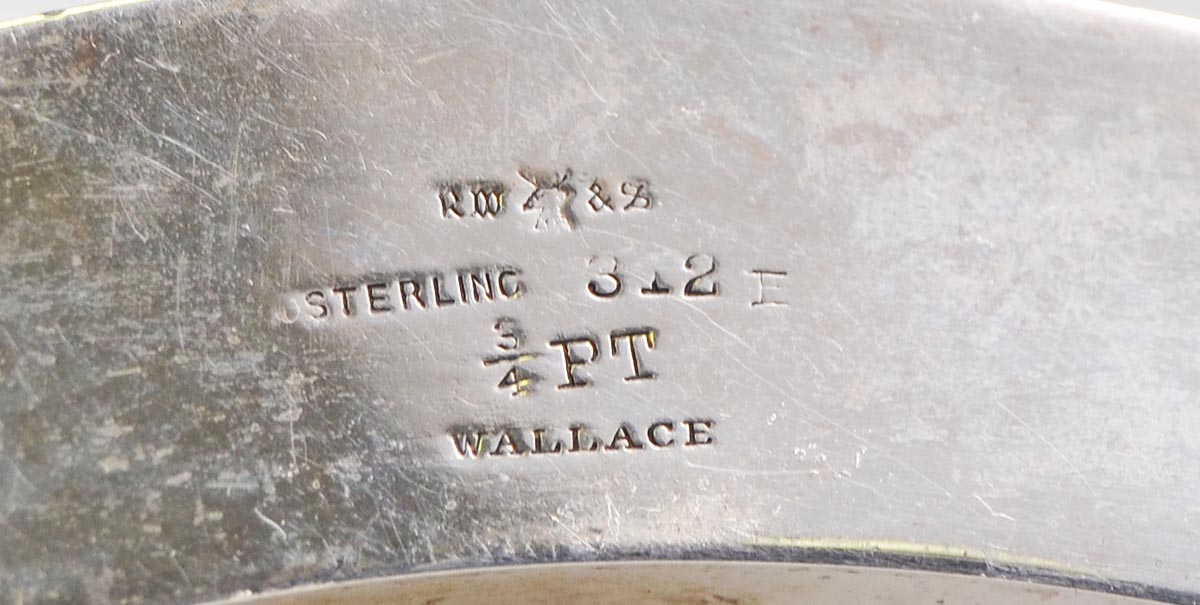 RW & S
STERLING 312 I
3/4 PT
WALLACE